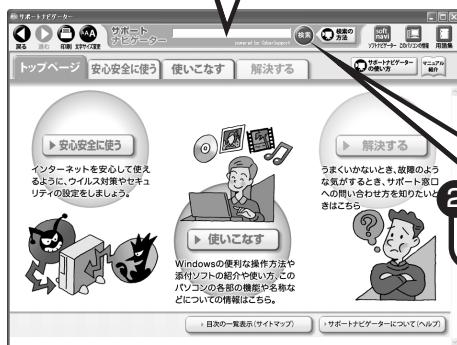 サポートナビゲーター
戻る 進む 印刷 文字サイズ変更
サポート
ナビゲーター
powered by CyberSupport
検索
検索の
方法
soft
navi
ソフトナビゲーター このパソコンの情報 用語集
トップページ 安心安全に使う 使いこなす 解決する
サポートナビゲーター
の使い方
マニュアル
紹介
安心安全に使う
インターネットを安心して使え
るように、ウイルス対策やセキュ
リティの設定をしましょう。
使いこなす
Windowsの便利な操作方法や
添付ソフトの紹介や使い方、この
パソコンの各部の機能や名称な
どについての情報はこちら。
解決する
うまくいかないとき、故障のよう
な気がするとき、サポート窓口
への問い合わせ方を知りたいと
きはこちら
2
目次の一覧表示(サイトマップ)
サポートナビゲーターについて(ヘルプ)